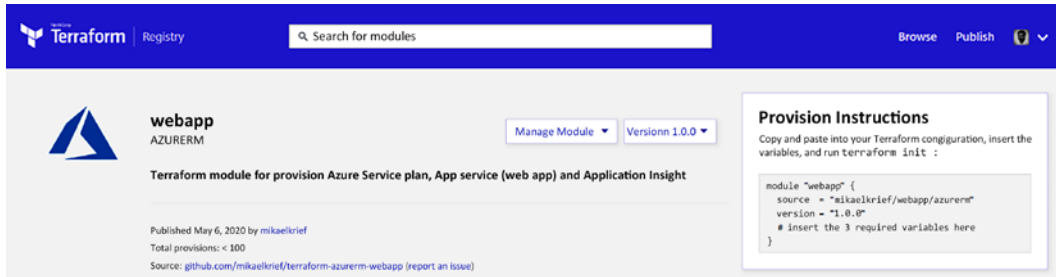 HashiCorp
Terraform Registry
Search for modules
Browse Publish
webapp
AZURERM
Manage Module
Versionn 1.0.0
Terraform module for provision Azure Service plan, App service (web app) and Application Insight
Published May 6, 2020 by mikaelkrief
Total provisions: < 100
Source: github.com/mikaelkrief/terraform-azurerm-webapp (report an issue)
Provision Instructions
Copy and paste into your Terraform congiguration, insert the
variables, and run terraform init :
module "webapp" {
source = "mikaelkrief/webapp/azurerm"
version = "1.0.0"
# insert the 3 required variables here
}